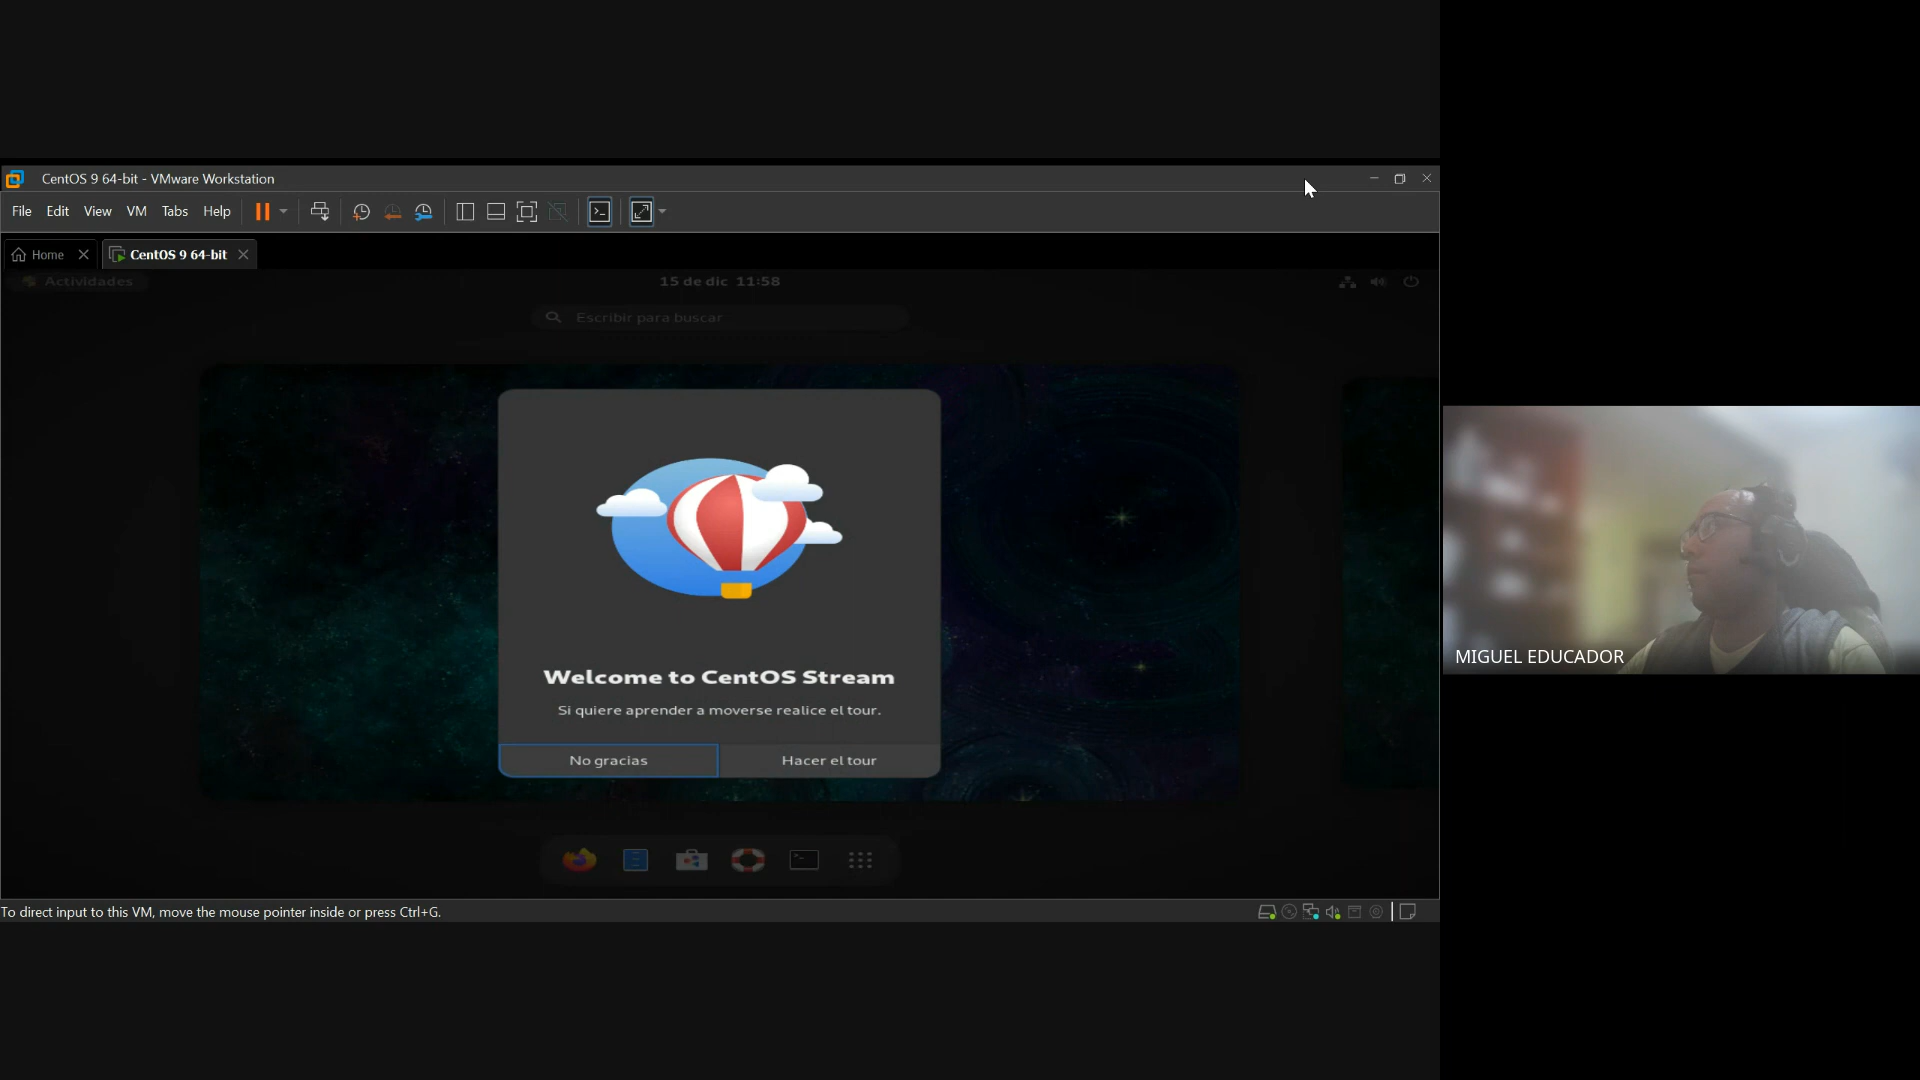 CentOS 9 64-bit - VMware Workstation
File Edit View VM Tabs Help
Home CentOS 9 64-bit
Actividades 15 de dic 11:58
Escribir para buscar
Welcome to CentOS Stream
Si quiere aprender a moverse realice el tour.
No gracias Hacer el tour
To direct input to this VM, move the mouse pointer inside or press Ctrl+G.
MIGUEL EDUCADOR